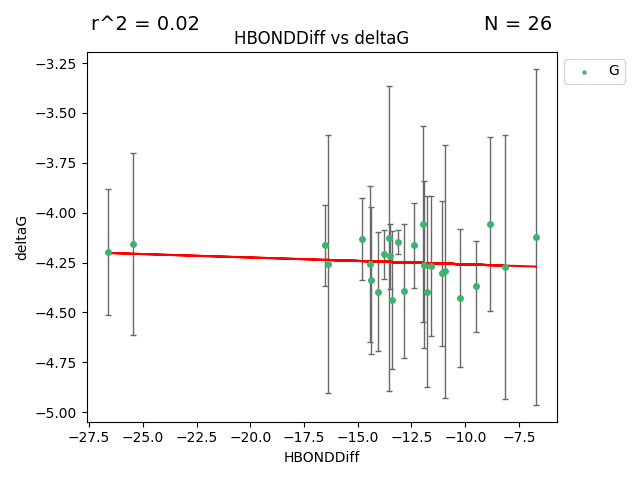 r^2 = 0.02
N = 26
HBONDDiff vs deltaG
G
deltaG
−3.25
−3.50
−3.75
−4.00
−4.25
−4.50
−4.75
−5.00
−27.5 −25.0 −22.5 −20.0 −17.5 −15.0 −12.5 −10.0 −7.5
HBONDDiff